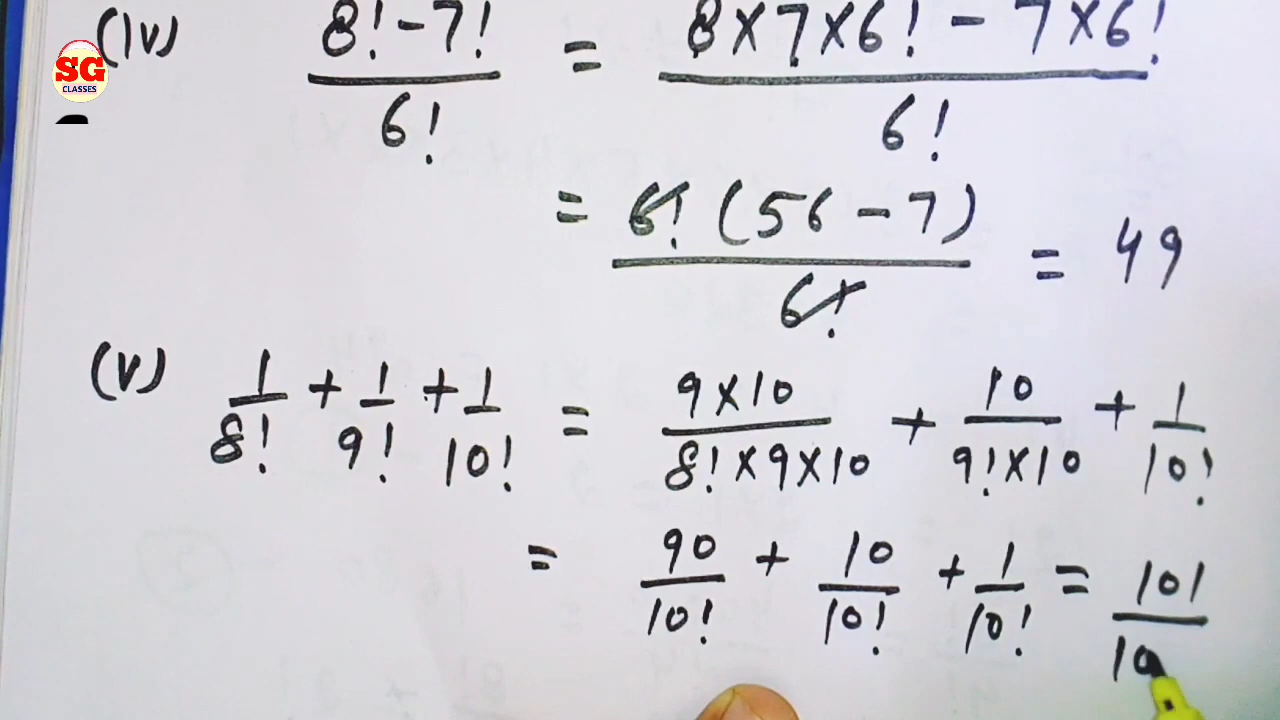 (iv) 8! - 7! / 6! = 8×7×6! - 7×6! / 6!
SG
CLASSES
= 6! (56 - 7) / 6! = 49
(v) 1/8! + 1/9! + 1/10! = 9×10 / 8!×9×10 + 10 / 9!×10 + 1/10!
= 90/10! + 10/10! + 1/10! = 101/10